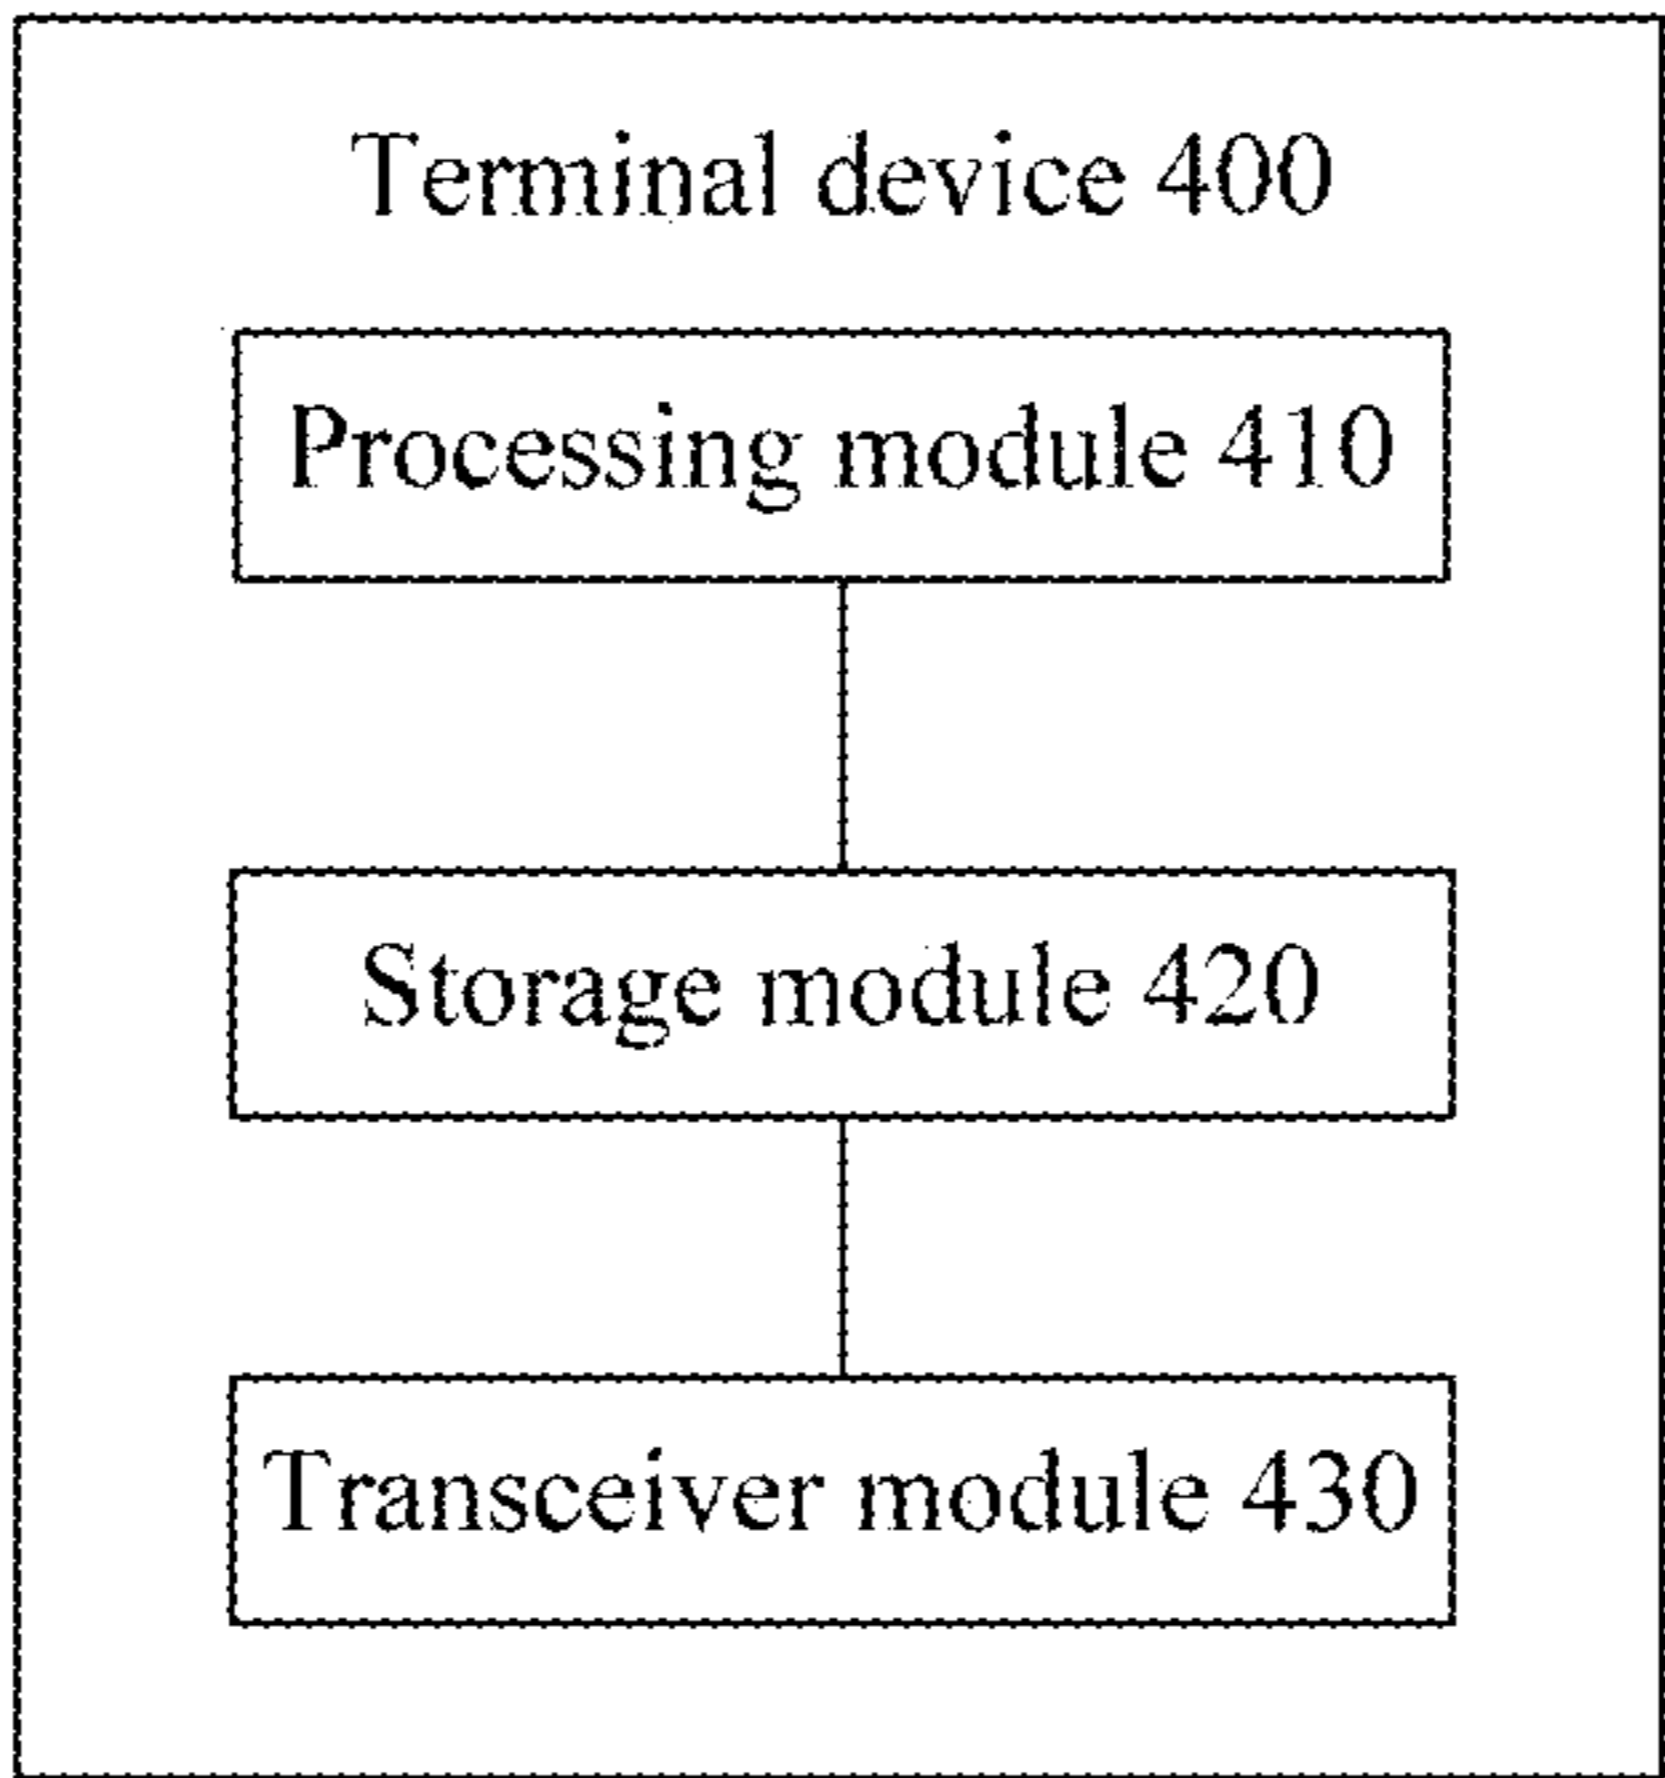 Terminal device 400
Processing module 410
Storage module 420
Transceiver module 430